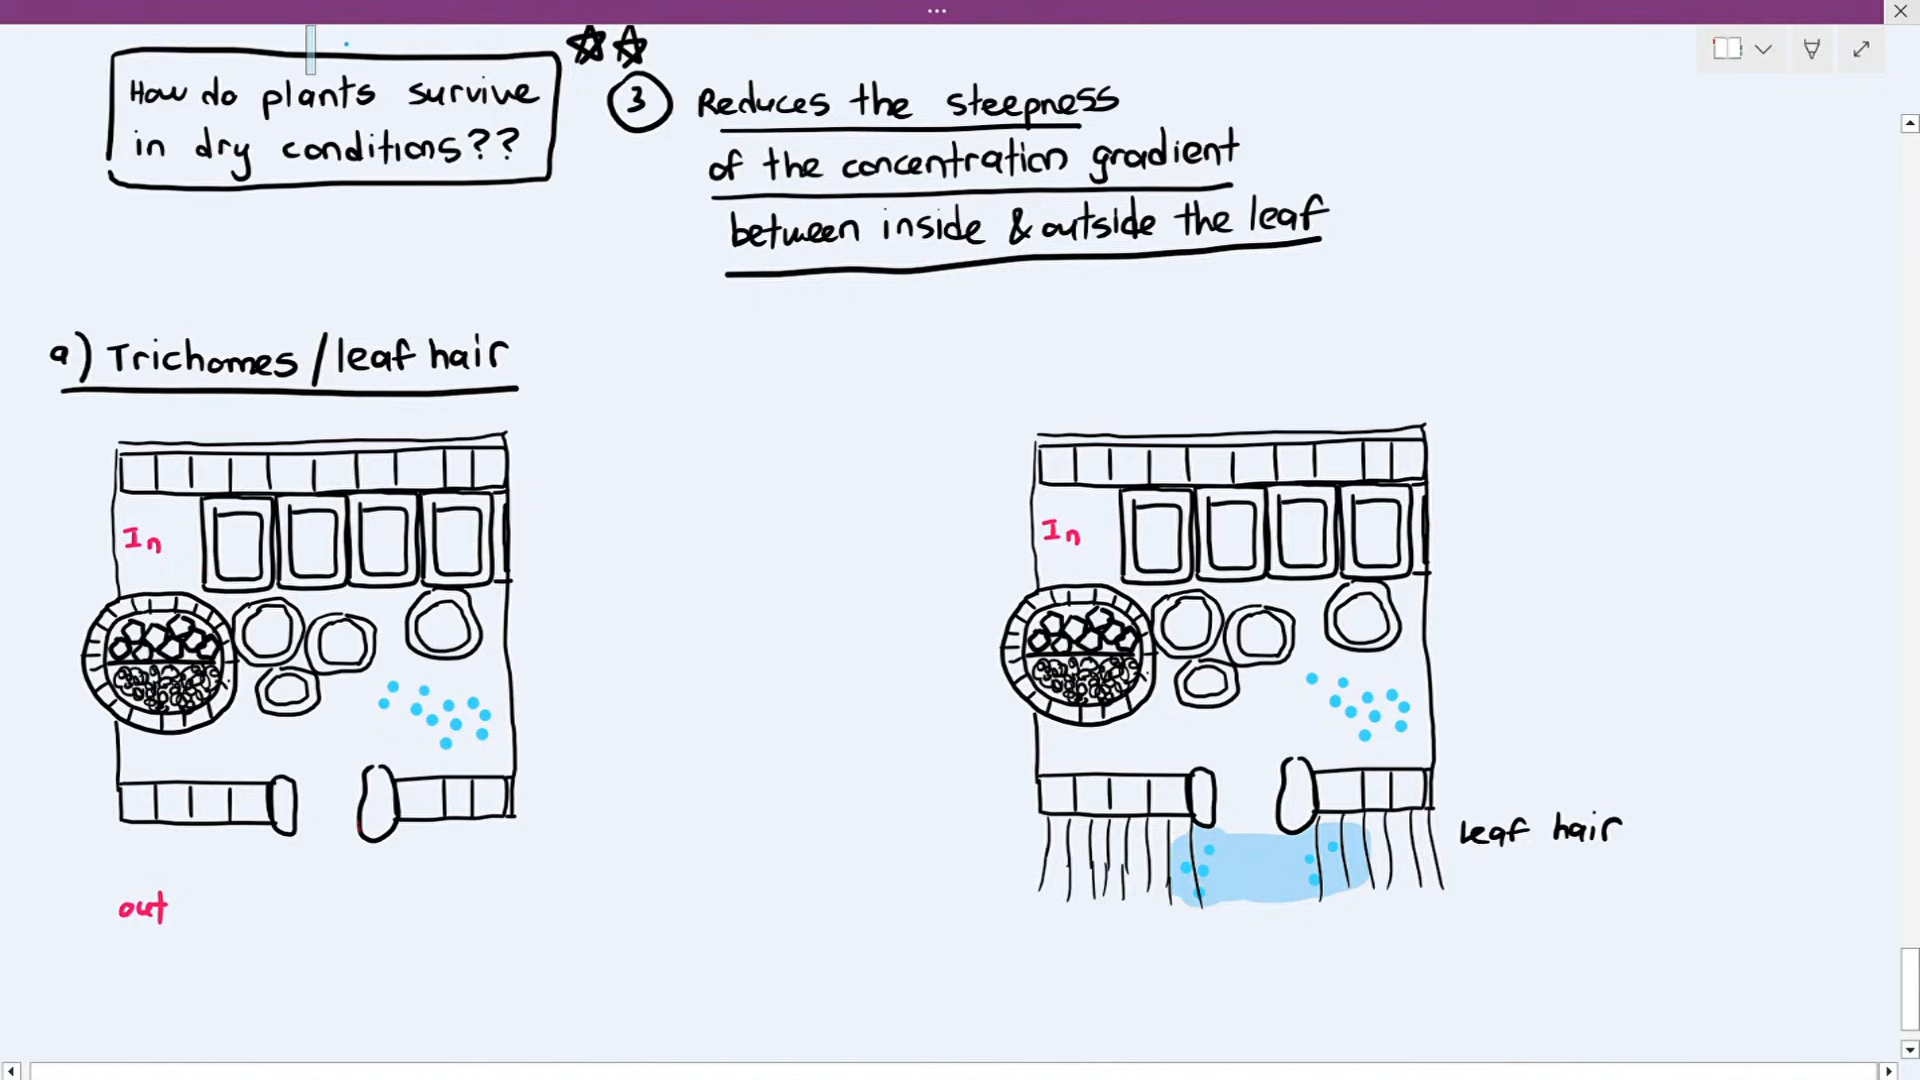 How do plants survive
in dry conditions??
3 Reduces the steepness
of the concentration gradient
between inside & outside the leaf
a) Trichomes / leaf hair
In
out
In
leaf hair